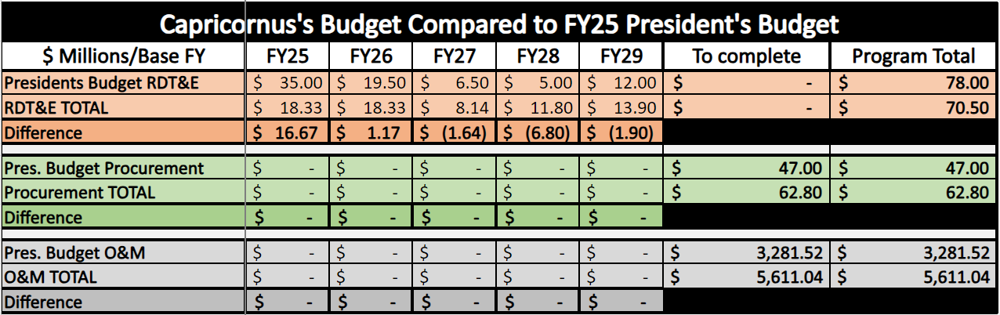 Capricornus's Budget Compared to FY25 President's Budget
$ Millions/Base FY FY25 FY26 FY27 FY28 FY29 To complete Program Total
Presidents Budget RDT&E $ 35.00 $ 19.50 $ 6.50 $ 5.00 $ 12.00 $ - $ 78.00
RDT&E TOTAL $ 18.33 $ 18.33 $ 8.14 $ 11.80 $ 13.90 $ - $ 70.50
Difference $ 16.67 $ 1.17 $ (1.64) $ (6.80) $ (1.90)
Pres. Budget Procurement $ - $ - $ - $ - $ - $ 47.00 $ 47.00
Procurement TOTAL $ - $ - $ - $ - $ - $ 62.80 $ 62.80
Difference $ - $ - $ - $ - $ -
Pres. Budget O&M $ - $ - $ - $ - $ - $ 3,281.52 $ 3,281.52
O&M TOTAL $ - $ - $ - $ - $ - $ 5,611.04 $ 5,611.04
Difference $ - $ - $ - $ - $ -